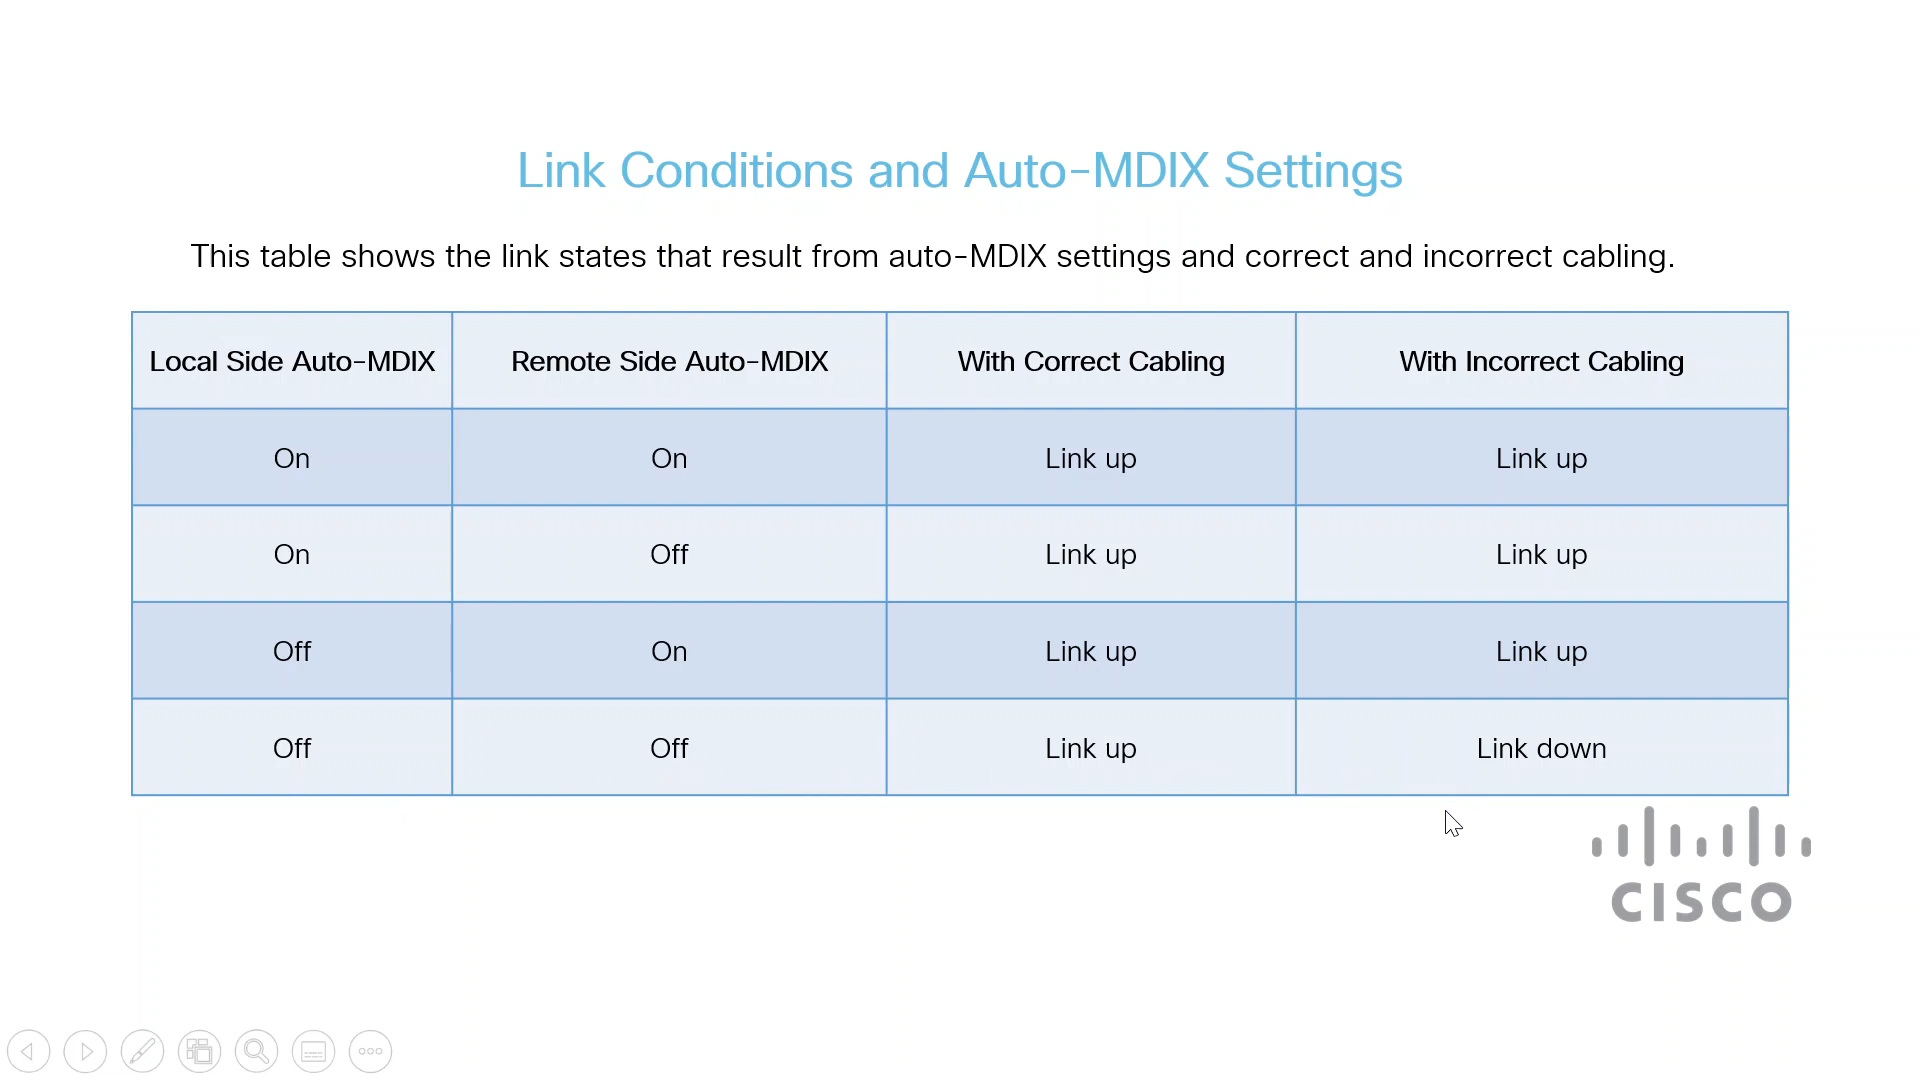 Link Conditions and Auto-MDIX Settings
This table shows the link states that result from auto-MDIX settings and correct and incorrect cabling.
Local Side Auto-MDIX Remote Side Auto-MDIX With Correct Cabling With Incorrect Cabling
On On Link up Link up
On Off Link up Link up
Off On Link up Link up
Off Off Link up Link down
CISCO